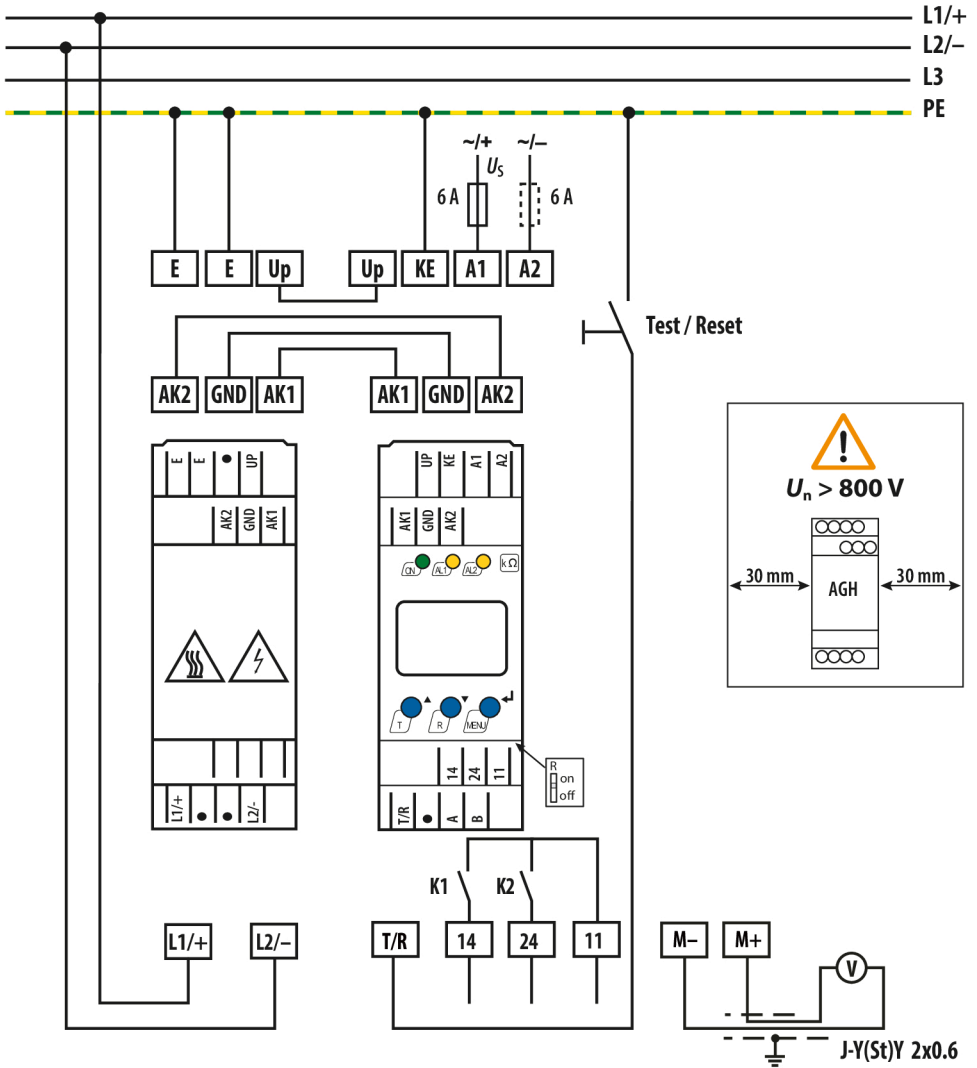 L1/+
L2/–
L3
PE
~/+ ~/–
US
6 A 6 A
E E Up Up KE A1 A2
Test / Reset
AK2 GND AK1 AK1 GND AK2
E E UP UP KE A1 A2
AK2 GND AK1 AK1 GND AK2
ON AL1 AL2 kΩ
T R MENU
R
on
off
14 24 11
L1/+ L2/- T/R A B
!
Un > 800 V
30 mm AGH 30 mm
K1 K2
L1/+ L2/– T/R 14 24 11 M– M+
V
J-Y(St)Y 2x0.6